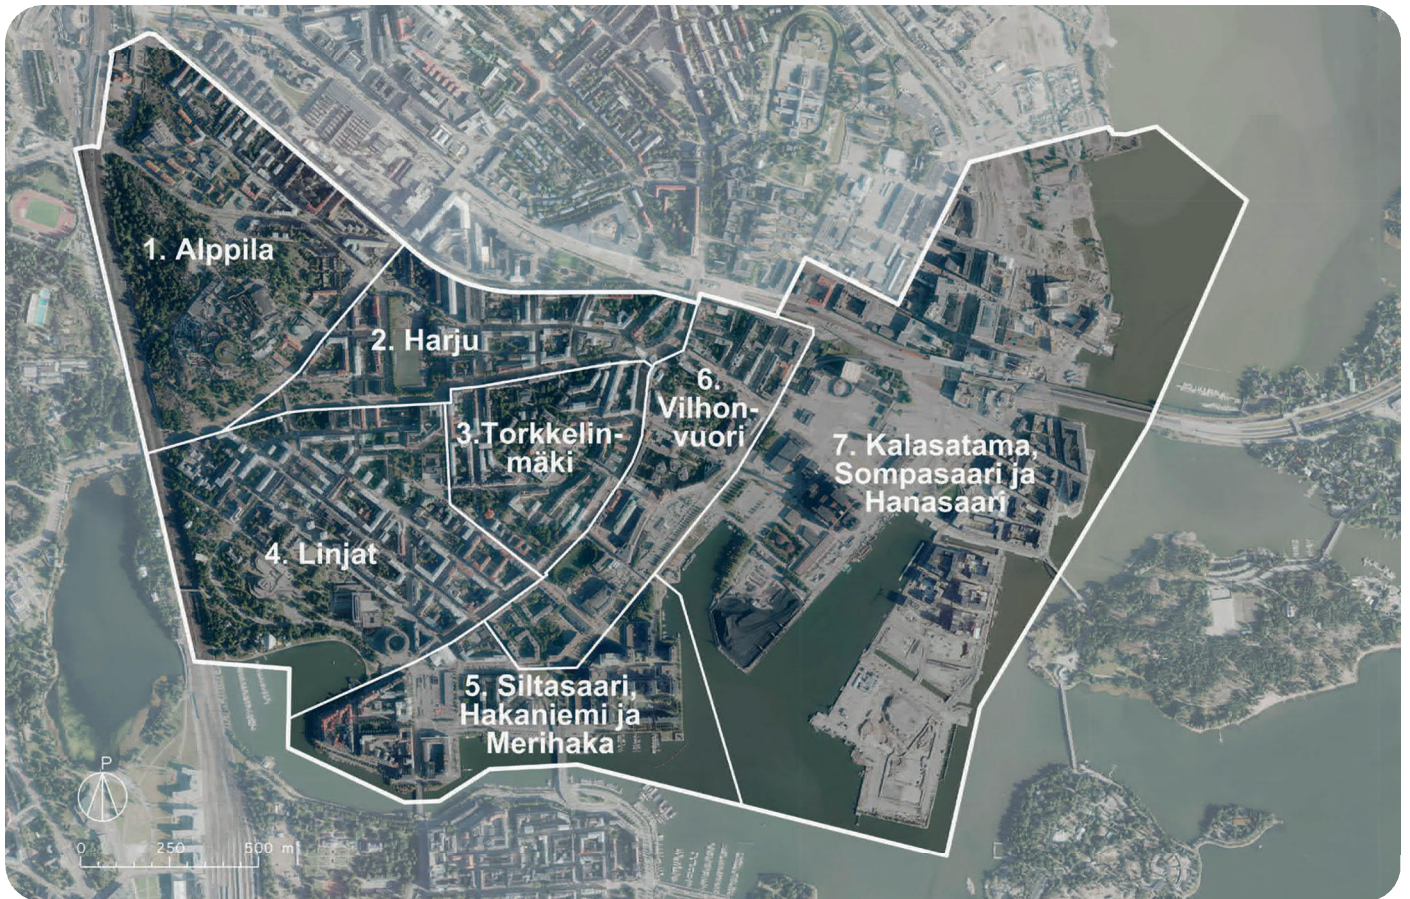 1. Alppila
2. Harju
6.
Vilhon-
vuori
3.Torkkelin-
mäki
7. Kalasatama,
Sompasaari ja
Hanasaari
4. Linjat
5. Siltasaari,
Hakaniemi ja
Merihaka
P
0 250 500 m